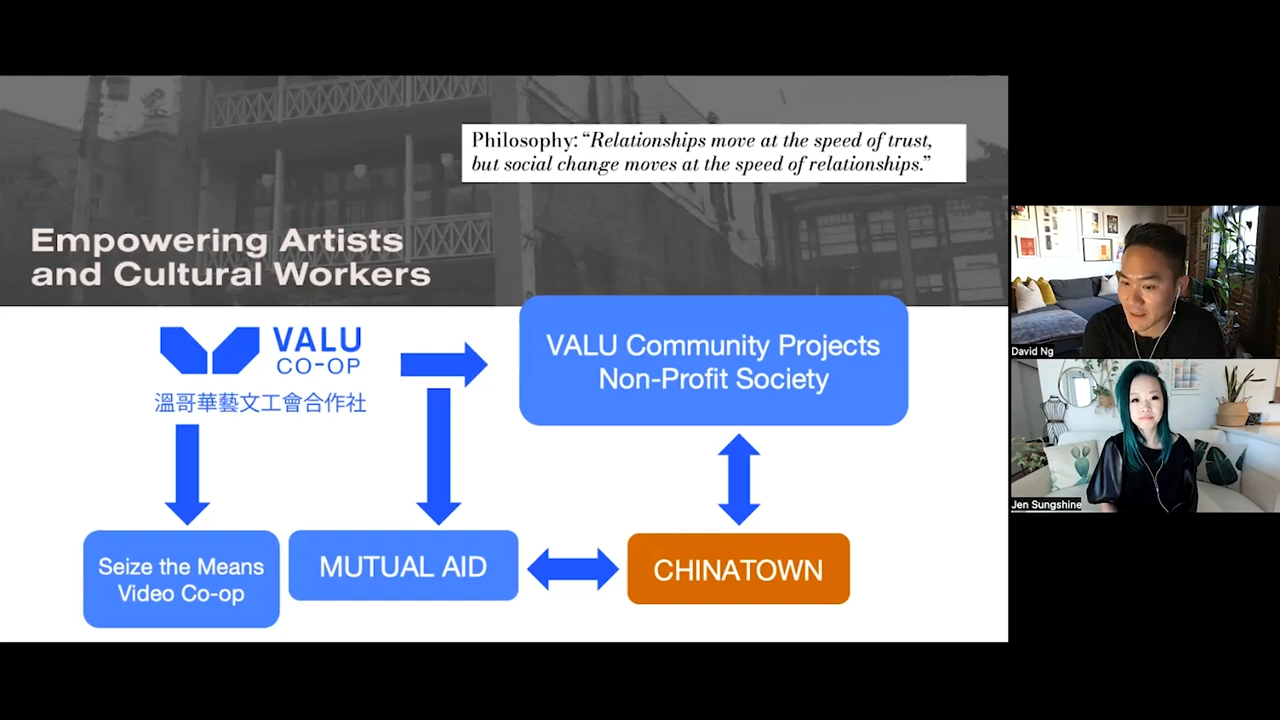 Philosophy: “Relationships move at the speed of trust,
but social change moves at the speed of relationships.”
Empowering Artists
and Cultural Workers
VALU
CO-OP
溫哥華藝文工會合作社
VALU Community Projects
Non-Profit Society
Seize the Means
Video Co-op
MUTUAL AID
CHINATOWN
David Ng
Jen Sungshine